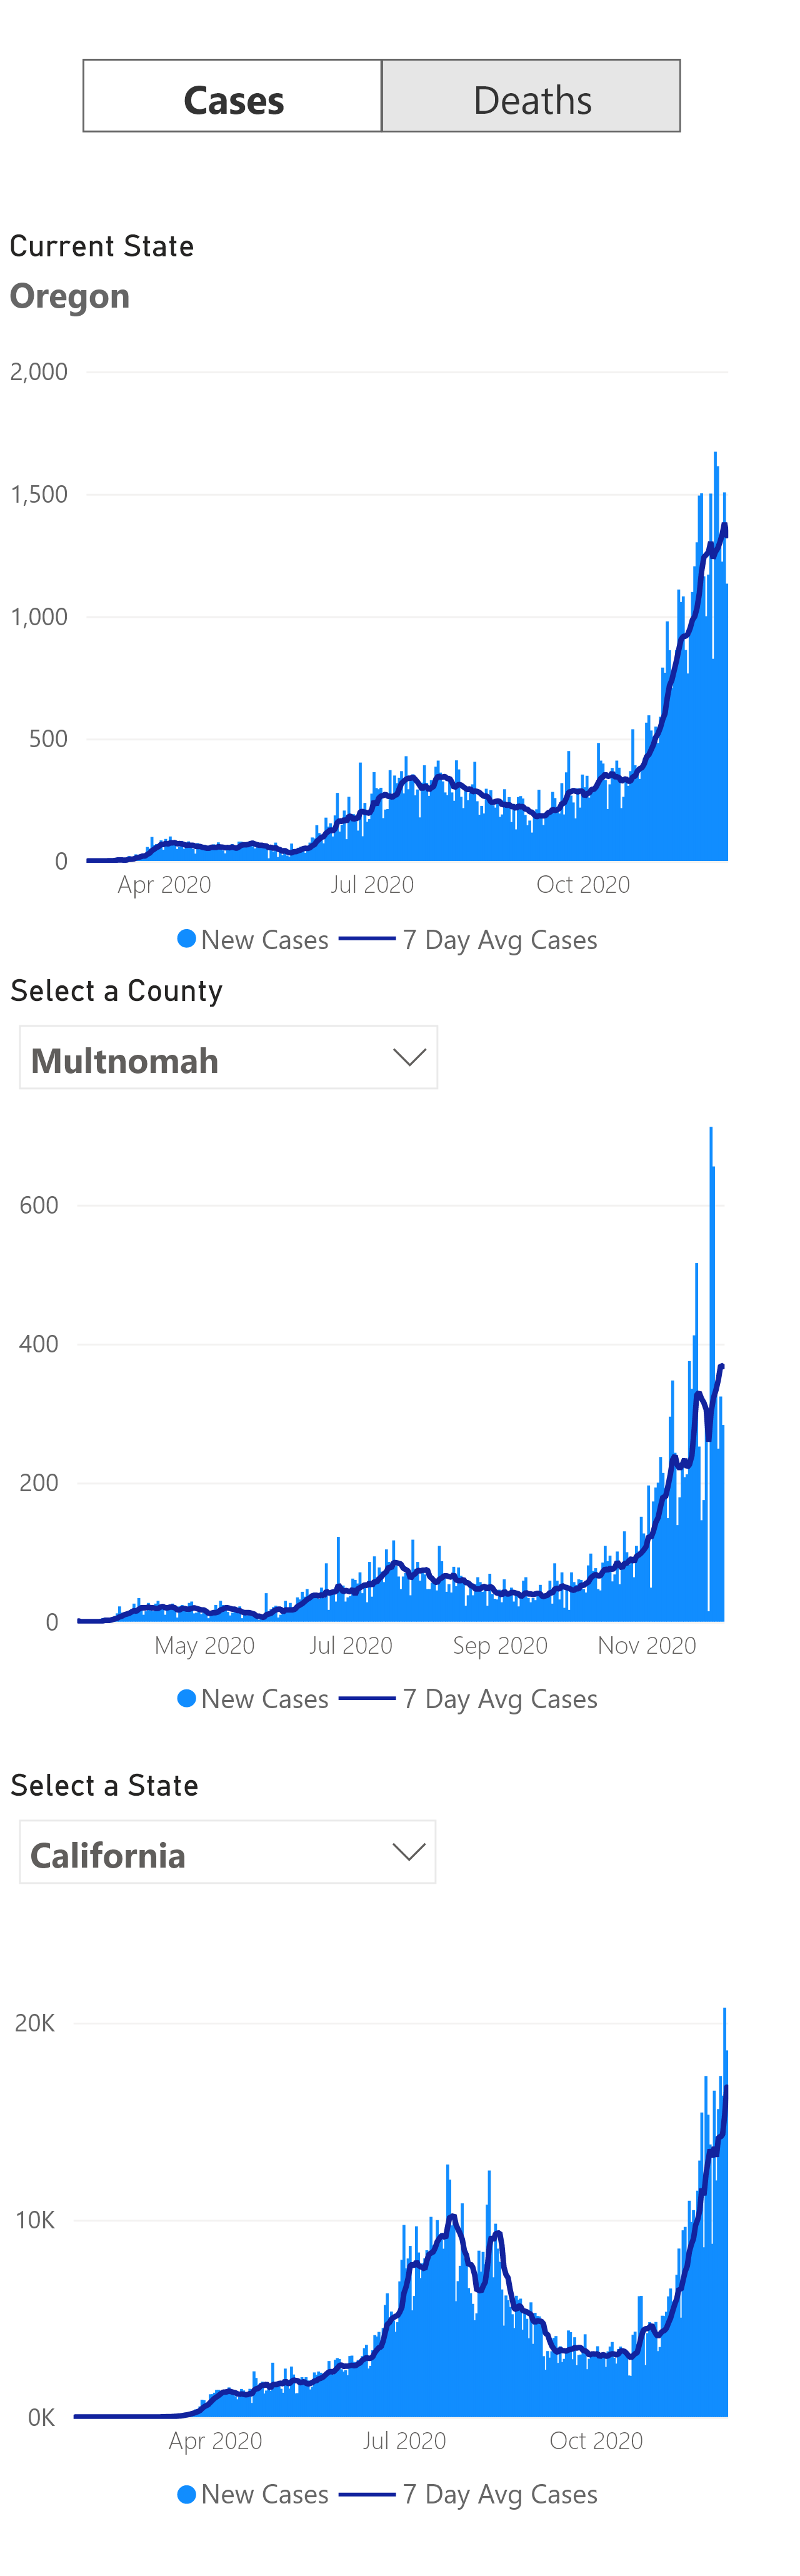 Cases Deaths
Current State
Oregon
2,000
1,500
1,000
500
0
Apr 2020 Jul 2020 Oct 2020
New Cases 7 Day Avg Cases
Select a County
Multnomah
600
400
200
0
May 2020 Jul 2020 Sep 2020 Nov 2020
New Cases 7 Day Avg Cases
Select a State
California
20K
10K
0K
Apr 2020 Jul 2020 Oct 2020
New Cases 7 Day Avg Cases